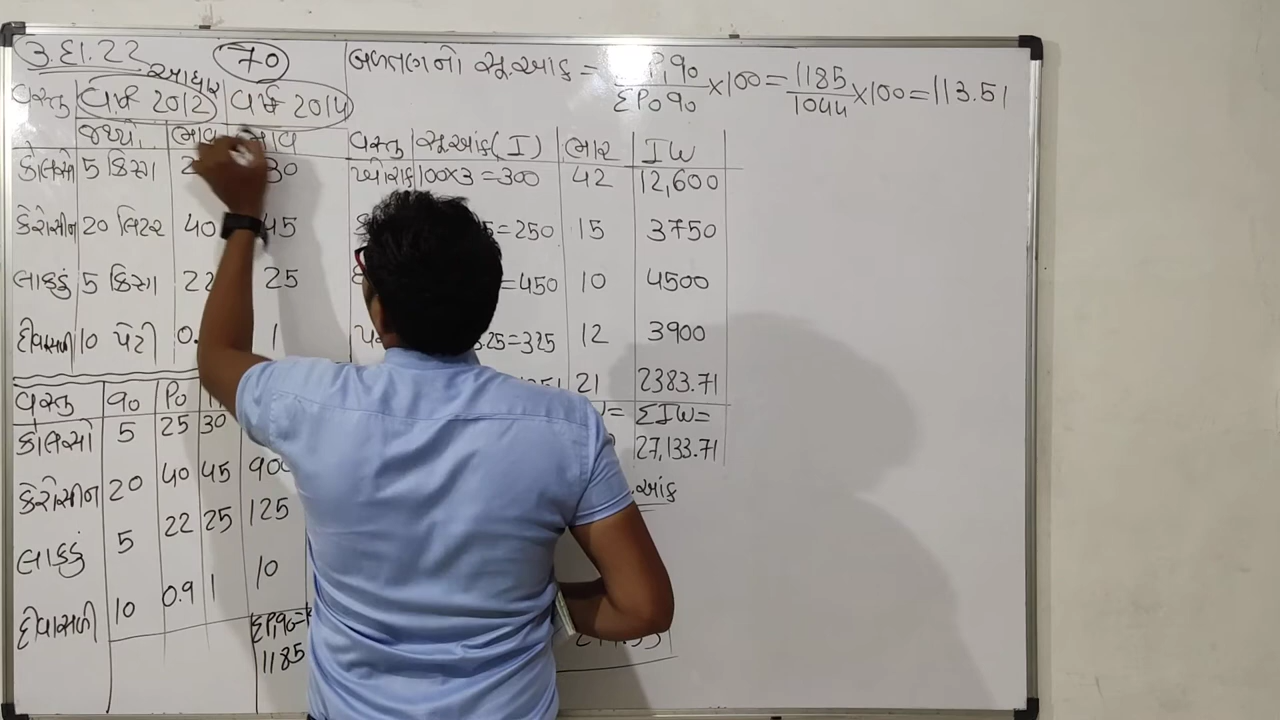 ઉ.દા.22 70
આધાર
વસ્તુ વર્ષ 2012 વર્ષ 2014
જથ્થો ભાવ ભાવ
કોલસો 5 કિગ્રા 30
કેરોસીન 20 લિટર 40 45
લાકડું 5 કિગ્રા 22 25
દીવાસળી 10 પેટી 0. 1
વસ્તુ q0 P0
કોલસો 5 25 30
કેરોસીન 20 40 45 900
લાકડું 5 22 25 125
દીવાસળી 10 0.9 1 10
ΣP1q0=
1185
બળતણનો સૂ.આંક = P1q0/ΣP0q0 ×100 = 1185/1044 ×100 = 113.51
વસ્તુ સૂ.આંક (I) ભાર IW
ખોરાક 100×3=300 42 12,600
=250 15 3750
=450 10 4500
3.25=325 12 3900
21 2383.71
= ΣIW=
27,133.71
આંક